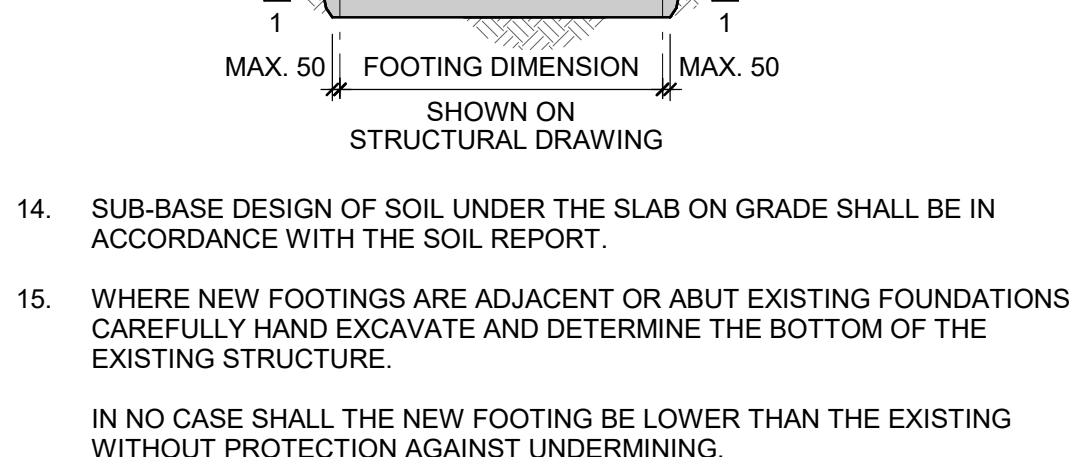 1 1
MAX. 50 FOOTING DIMENSION MAX. 50
SHOWN ON
STRUCTURAL DRAWING
14. SUB-BASE DESIGN OF SOIL UNDER THE SLAB ON GRADE SHALL BE IN
ACCORDANCE WITH THE SOIL REPORT.
15. WHERE NEW FOOTINGS ARE ADJACENT OR ABUT EXISTING FOUNDATIONS
CAREFULLY HAND EXCAVATE AND DETERMINE THE BOTTOM OF THE
EXISTING STRUCTURE.
IN NO CASE SHALL THE NEW FOOTING BE LOWER THAN THE EXISTING
WITHOUT PROTECTION AGAINST UNDERMINING.